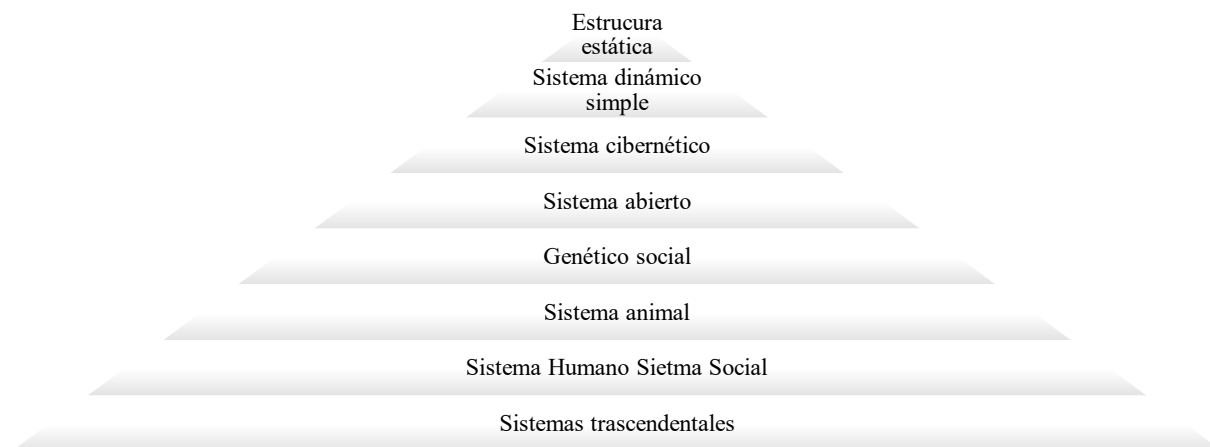 Estrucura
estática
Sistema dinámico
simple
Sistema cibernético
Sistema abierto
Genético social
Sistema animal
Sistema Humano Sietma Social
Sistemas trascendentales